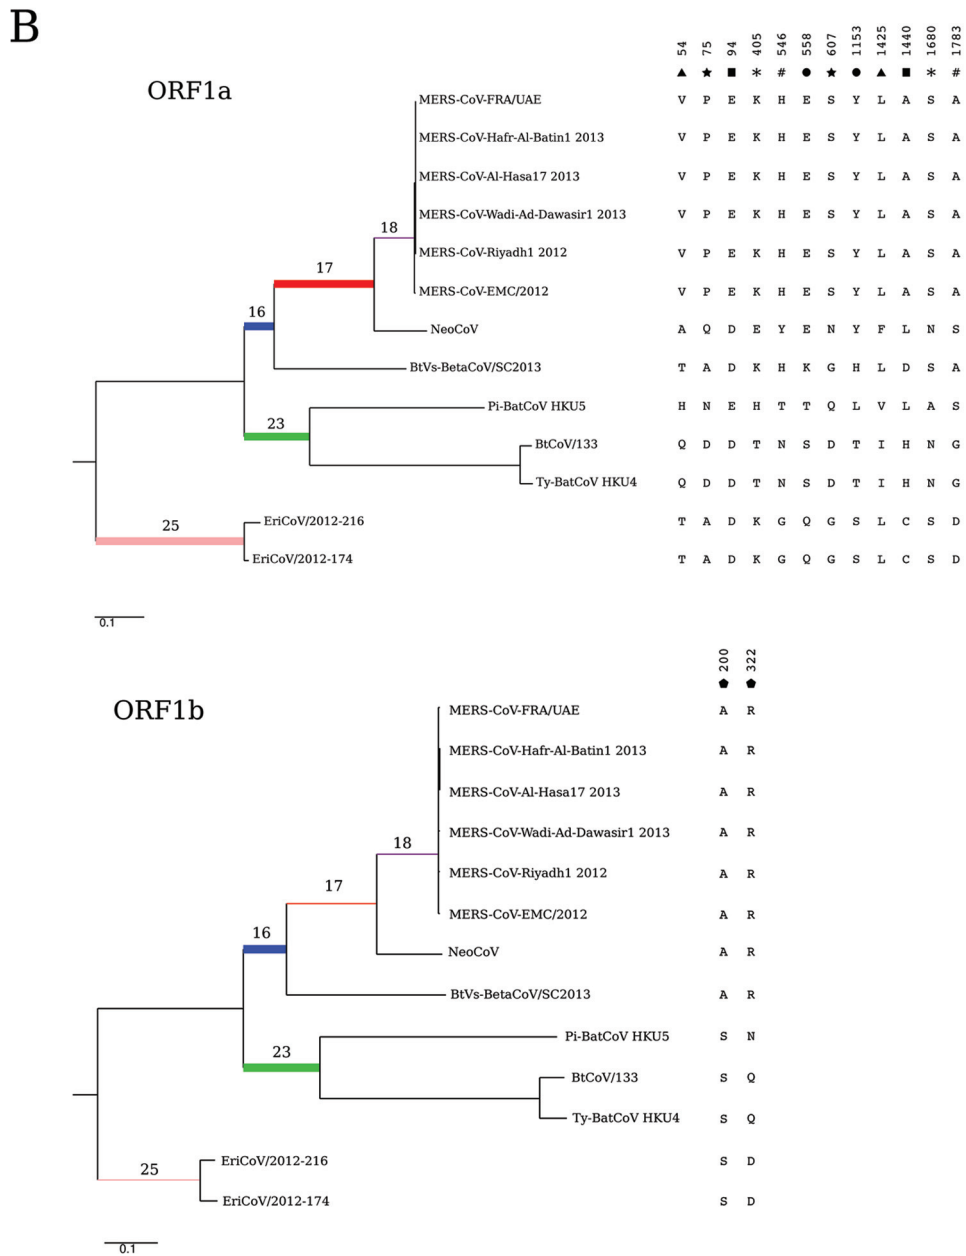 B
54 75 94 405 546 558 607 1153 1425 1440 1680 1783
ORF1a
▲ ★ ■ * # ● ★ ● ▲ ■ * #
MERS-CoV-FRA/UAE V P E K H E S Y L A S A
MERS-CoV-Hafr-Al-Batin1 2013 V P E K H E S Y L A S A
MERS-CoV-Al-Hasa17 2013 V P E K H E S Y L A S A
MERS-CoV-Wadi-Ad-Dawasir1 2013 V P E K H E S Y L A S A
18
MERS-CoV-Riyadh1 2012 V P E K H E S Y L A S A
17
MERS-CoV-EMC/2012 V P E K H E S Y L A S A
16
NeoCoV A Q D E Y E N Y F L N S
BtVs-BetaCoV/SC2013 T A D K H K G H L D S A
Pi-BatCoV HKU5 H N E H T T Q L V L A S
23
BtCoV/133 Q D D T N S D T I H N G
Ty-BatCoV HKU4 Q D D T N S D T I H N G
25
EriCoV/2012-216 T A D K G Q G S L C S D
EriCoV/2012-174 T A D K G Q G S L C S D
0.1
200 322
ORF1b
MERS-CoV-FRA/UAE A R
MERS-CoV-Hafr-Al-Batin1 2013 A R
MERS-CoV-Al-Hasa17 2013 A R
MERS-CoV-Wadi-Ad-Dawasir1 2013 A R
18
MERS-CoV-Riyadh1 2012 A R
17
MERS-CoV-EMC/2012 A R
16
NeoCoV A R
BtVs-BetaCoV/SC2013 A R
Pi-BatCoV HKU5 S N
23
BtCoV/133 S Q
Ty-BatCoV HKU4 S Q
EriCoV/2012-216 S D
25
EriCoV/2012-174 S D
0.1